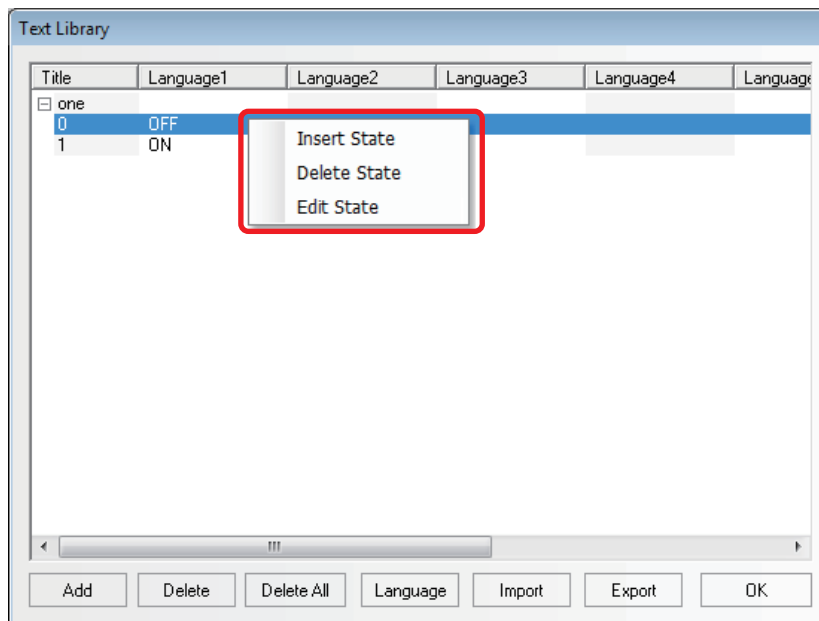 Text Library
Title Language1 Language2 Language3 Language4 Language
one
0 OFF
1 ON
Insert State
Delete State
Edit State
Add Delete Delete All Language Import Export OK